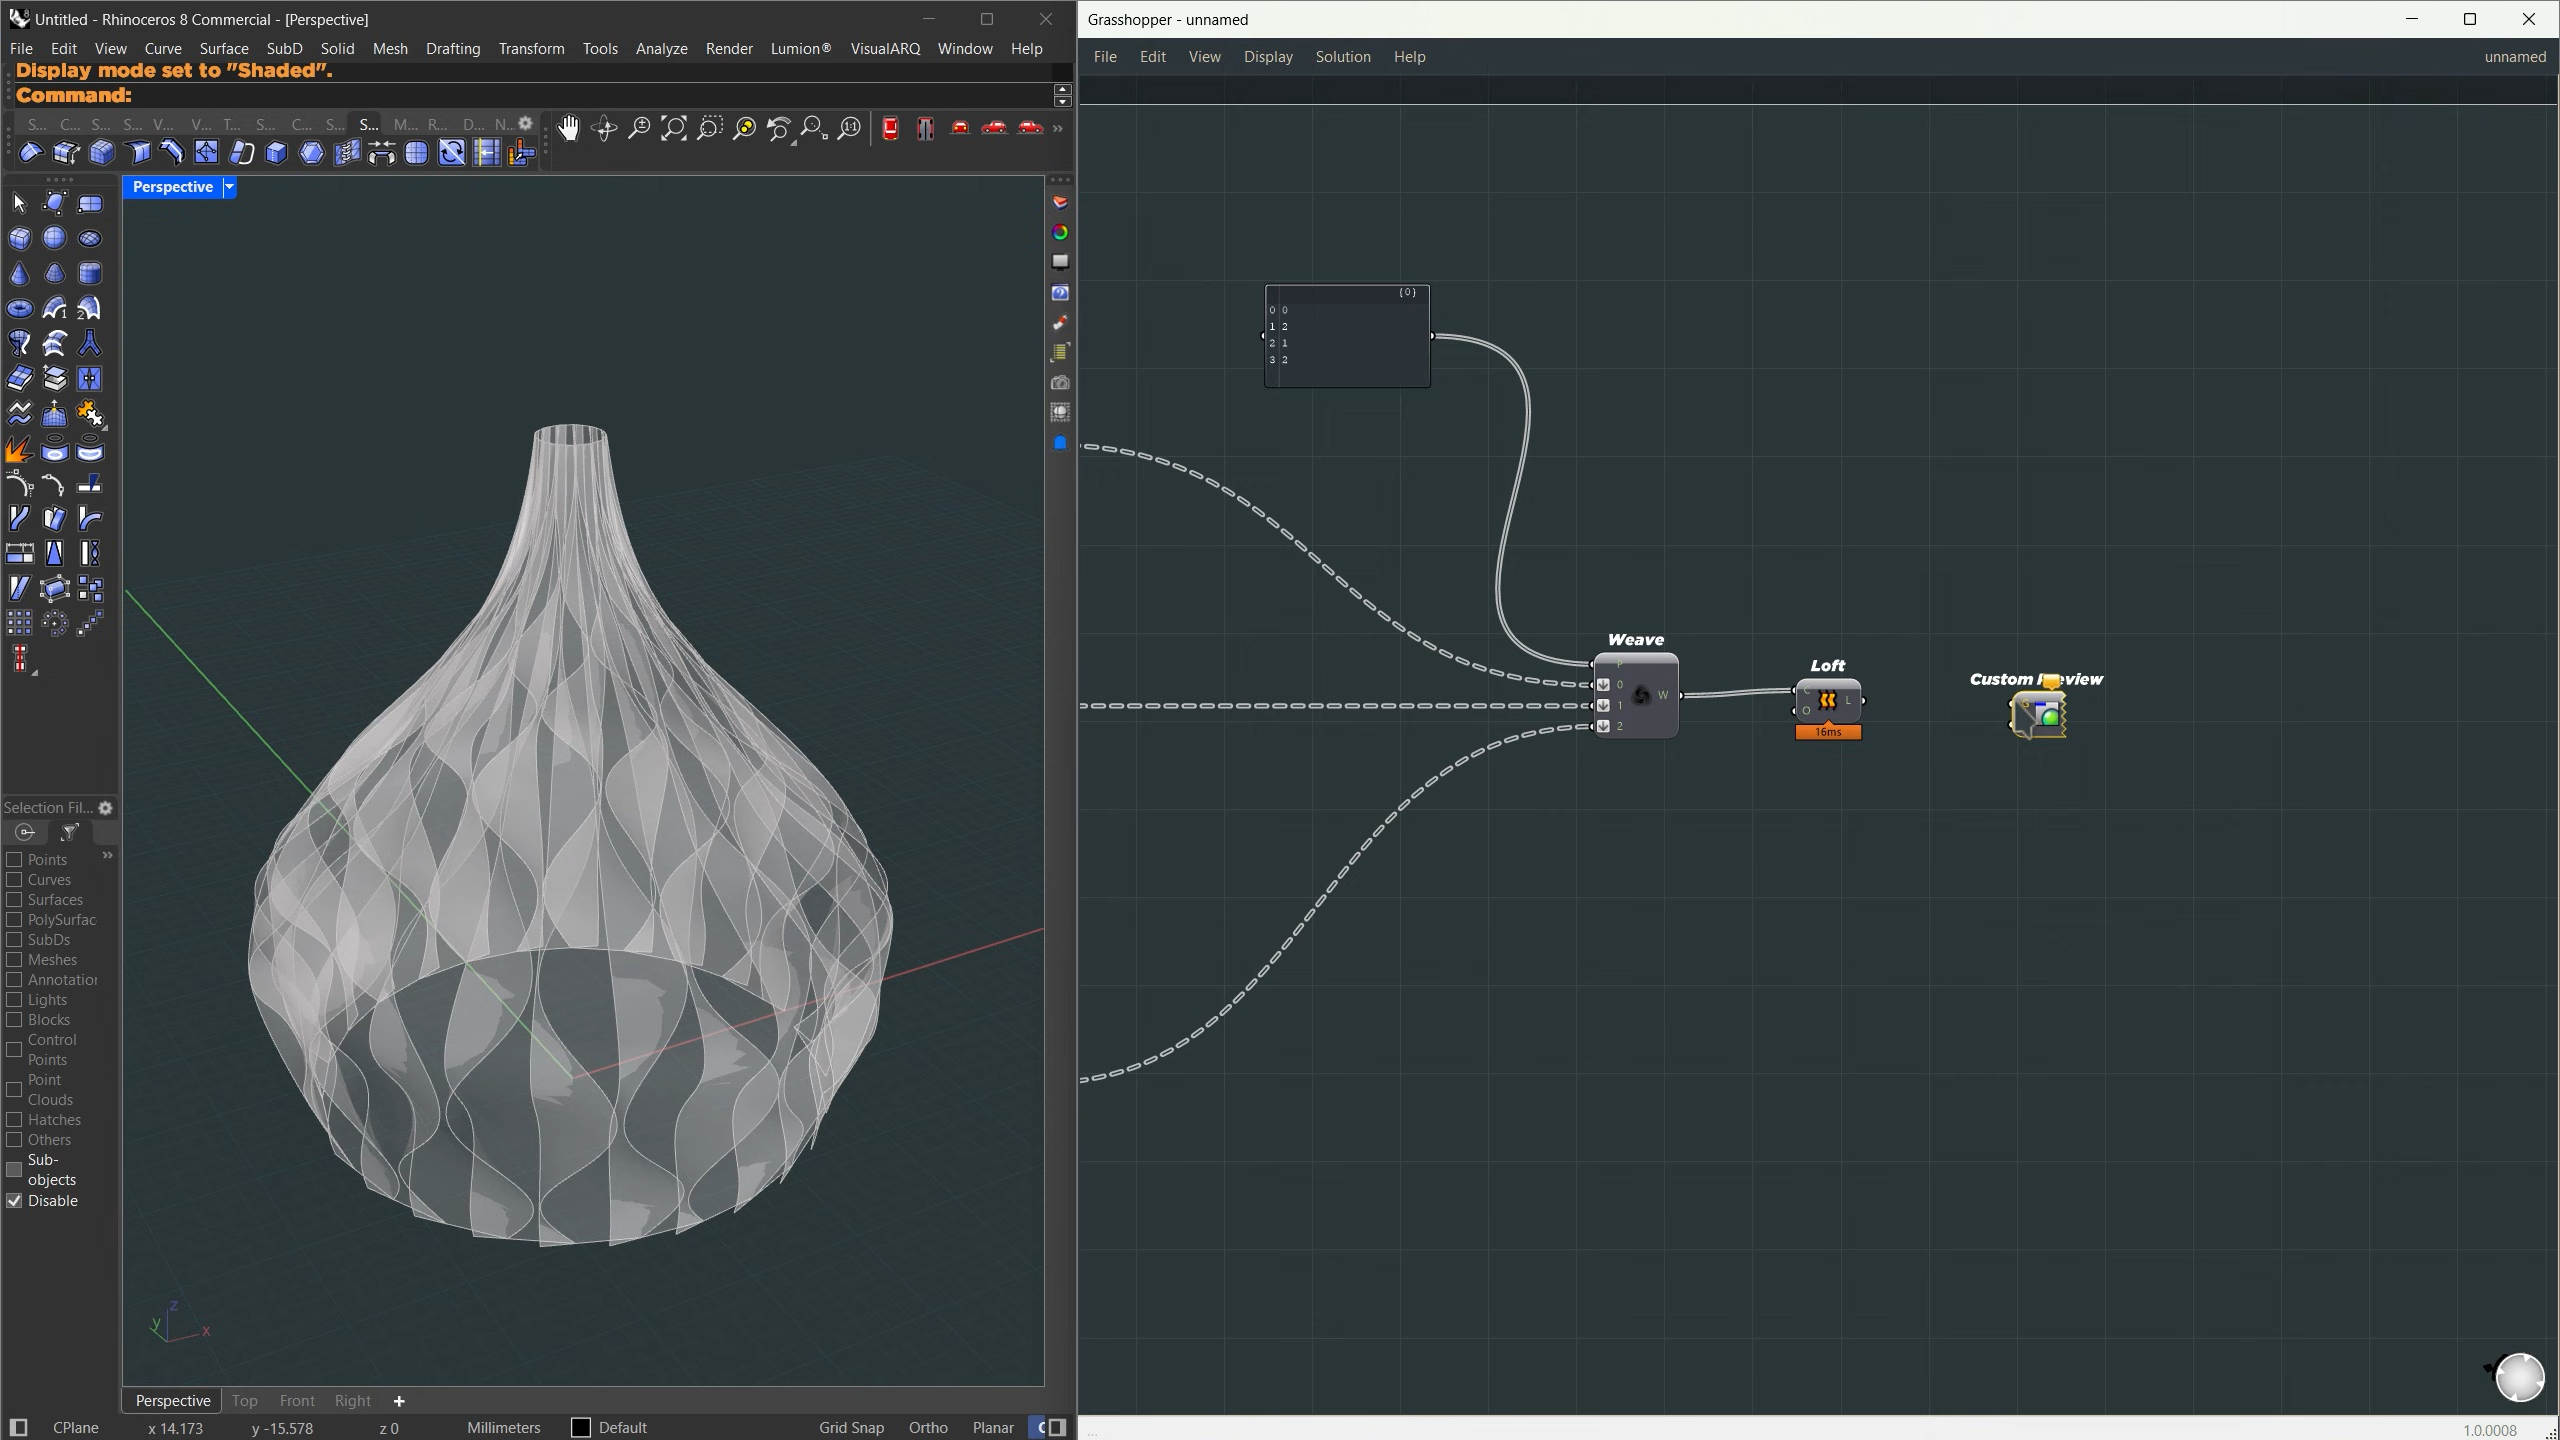 Untitled - Rhinoceros 8 Commercial - [Perspective]
File Edit View Curve Surface SubD Solid Mesh Drafting Transform Tools Analyze Render Lumion® VisualARQ Window Help
Display mode set to "Shaded".
Command:
S... C... S... S... V... V... T... S... C... S... S... M... R... D... N...
Perspective
Selection Fil...
Points
Curves
Surfaces
PolySurfac
SubDs
Meshes
Annotation
Lights
Blocks
Control
Points
Point
Clouds
Hatches
Others
Sub-
objects
Disable
z
y
x
Perspective Top Front Right +
CPlane x 14.173 y -15.578 z 0 Millimeters Default Grid Snap Ortho Planar
Grasshopper - unnamed
File Edit View Display Solution Help unnamed
{0}
0 0
1 2
2 1
3 2
Weave
P
0
1
2
W
Loft
C
O
L
16ms
1.0.0008